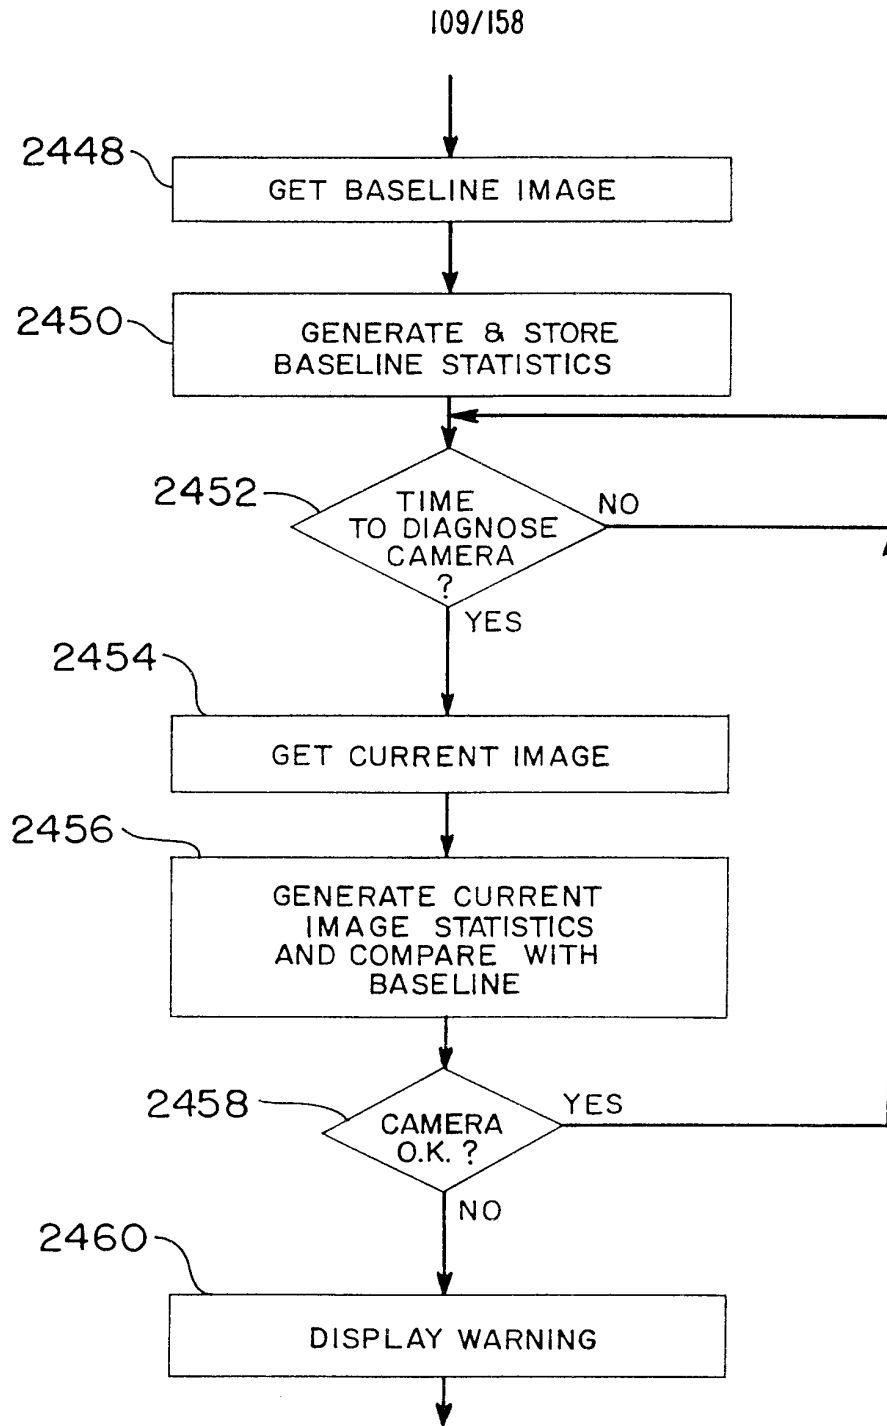 109/158
2448
GET BASELINE IMAGE
2450
GENERATE & STORE
BASELINE STATISTICS
2452
TIME
TO DIAGNOSE
CAMERA
?
NO
YES
2454
GET CURRENT IMAGE
2456
GENERATE CURRENT
IMAGE STATISTICS
AND COMPARE WITH
BASELINE
2458
CAMERA
O.K. ?
YES
NO
2460
DISPLAY WARNING